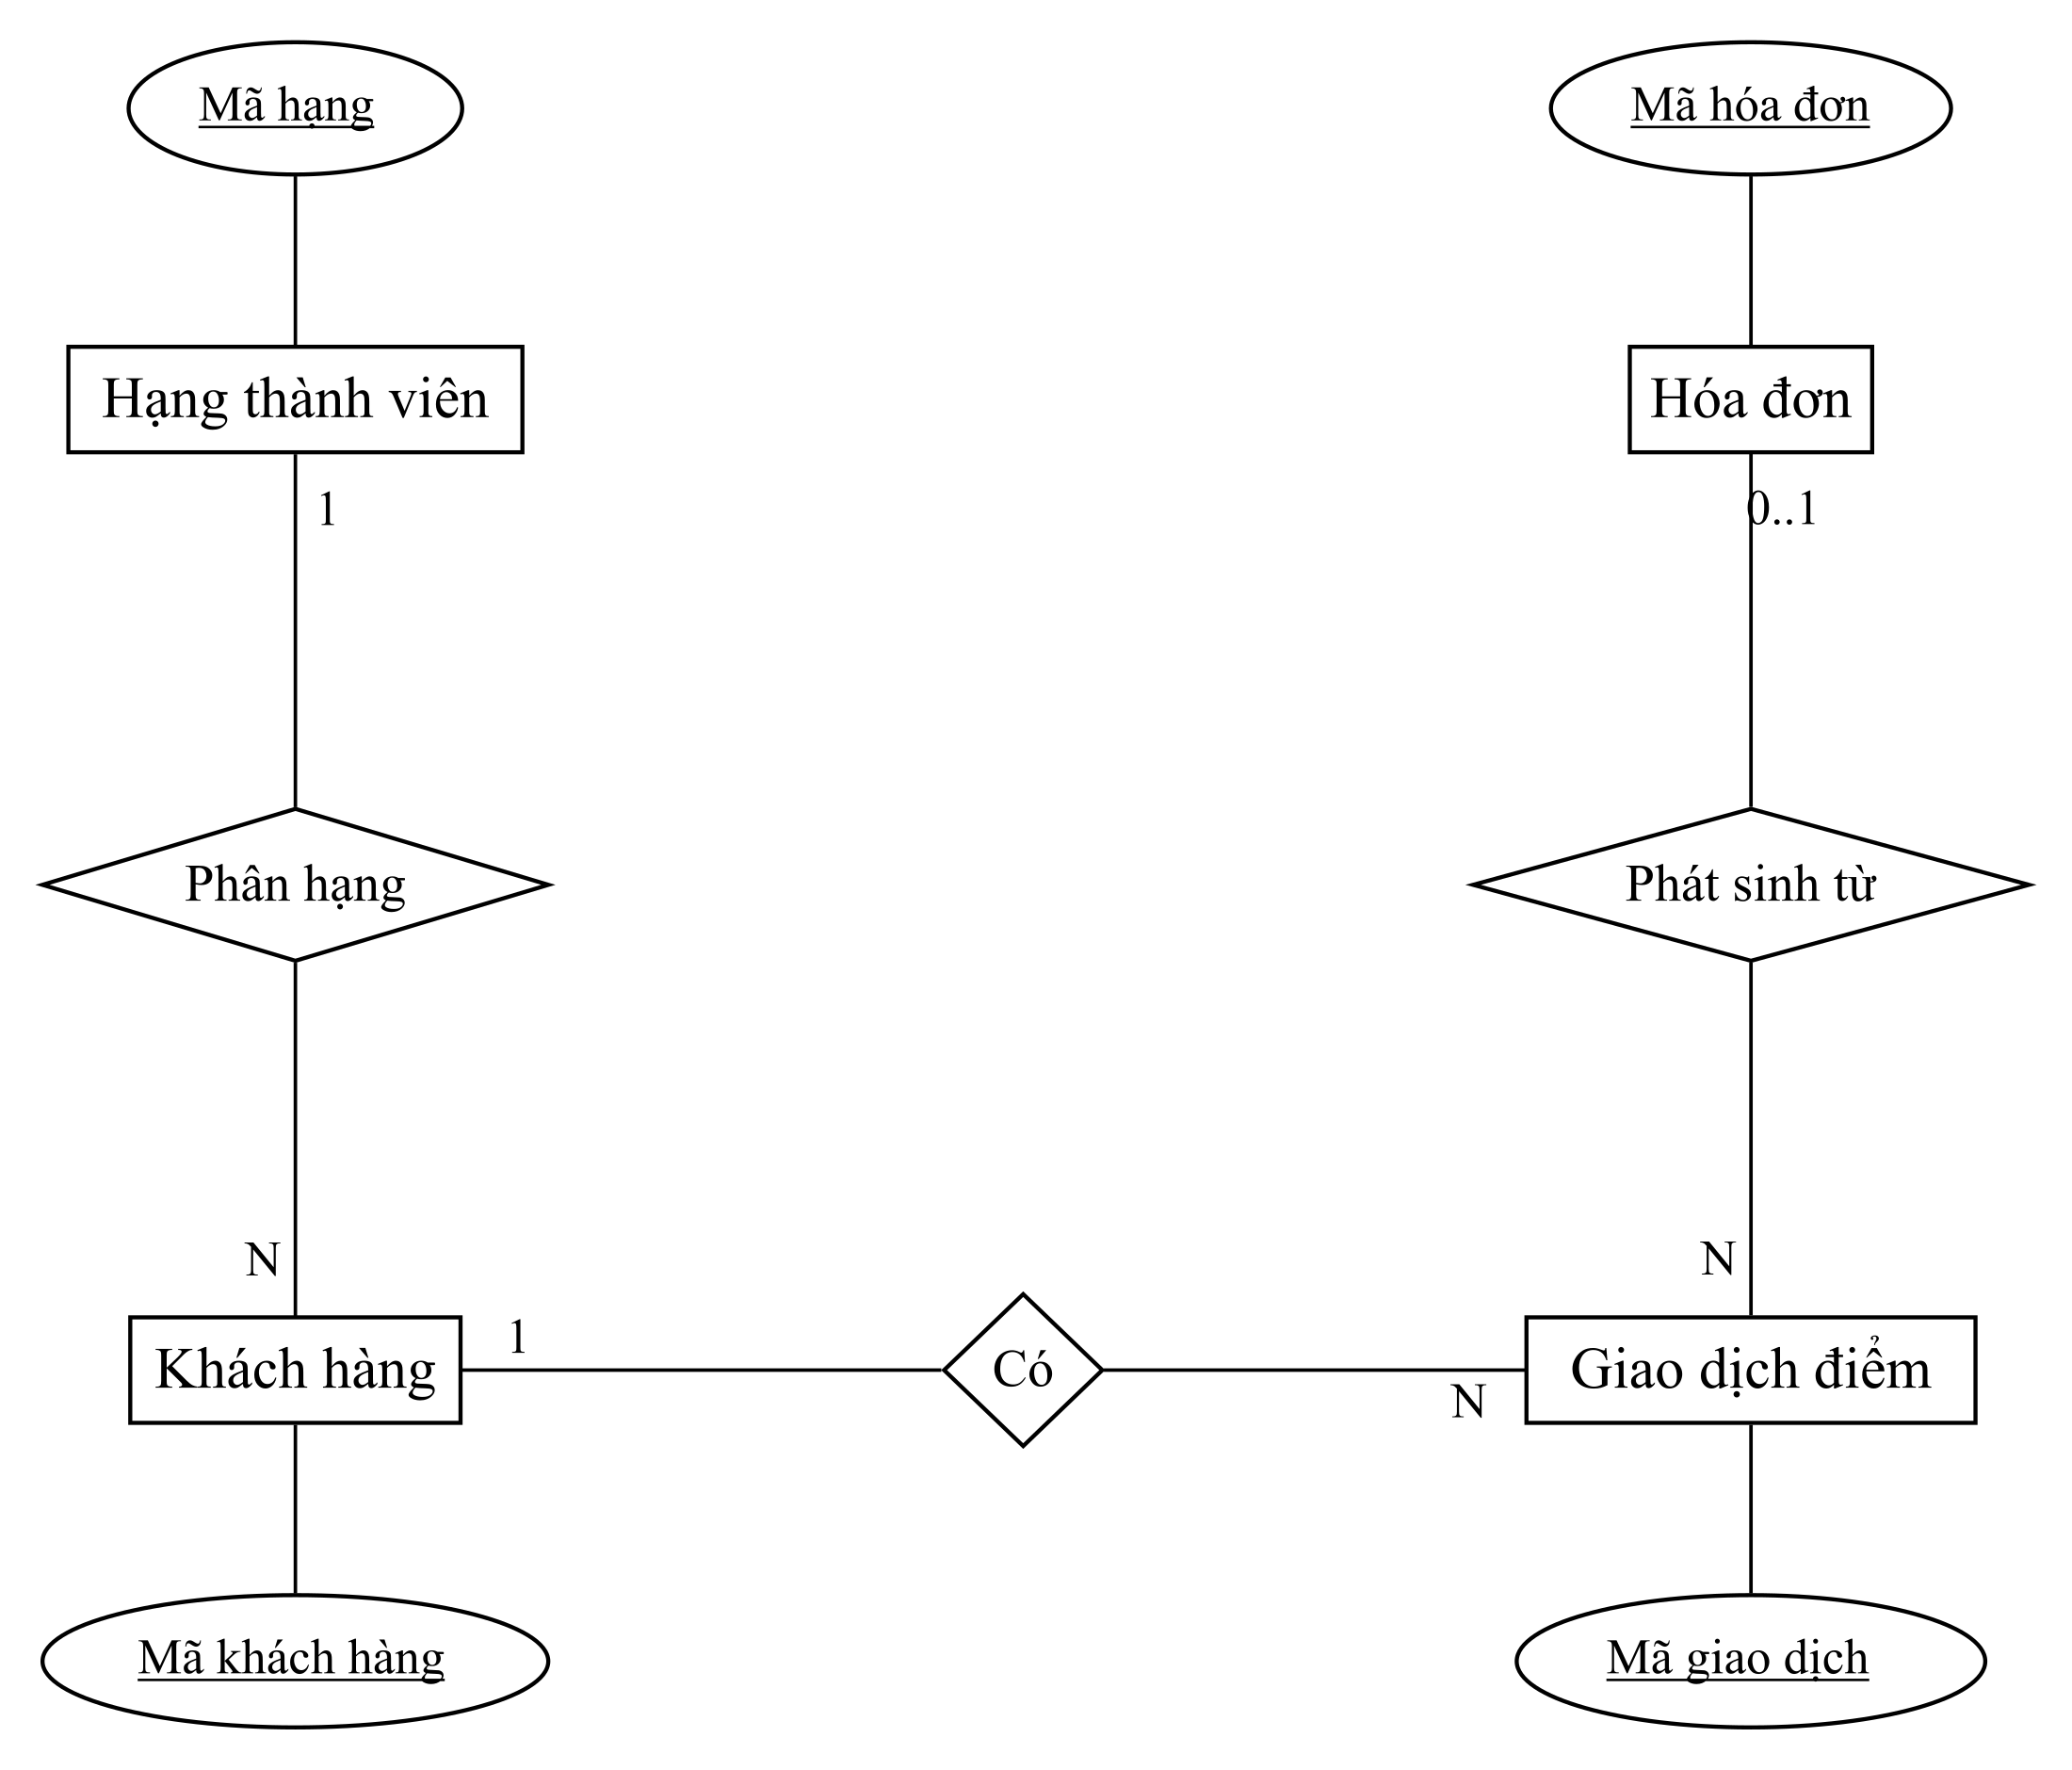 Mã hạng
Mã hóa đơn
Hạng thành viên
Hóa đơn
1
0..1
Phân hạng
Phát sinh từ
N
N
Khách hàng
1
Có
N
Giao dịch điểm
Mã khách hàng
Mã giao dịch